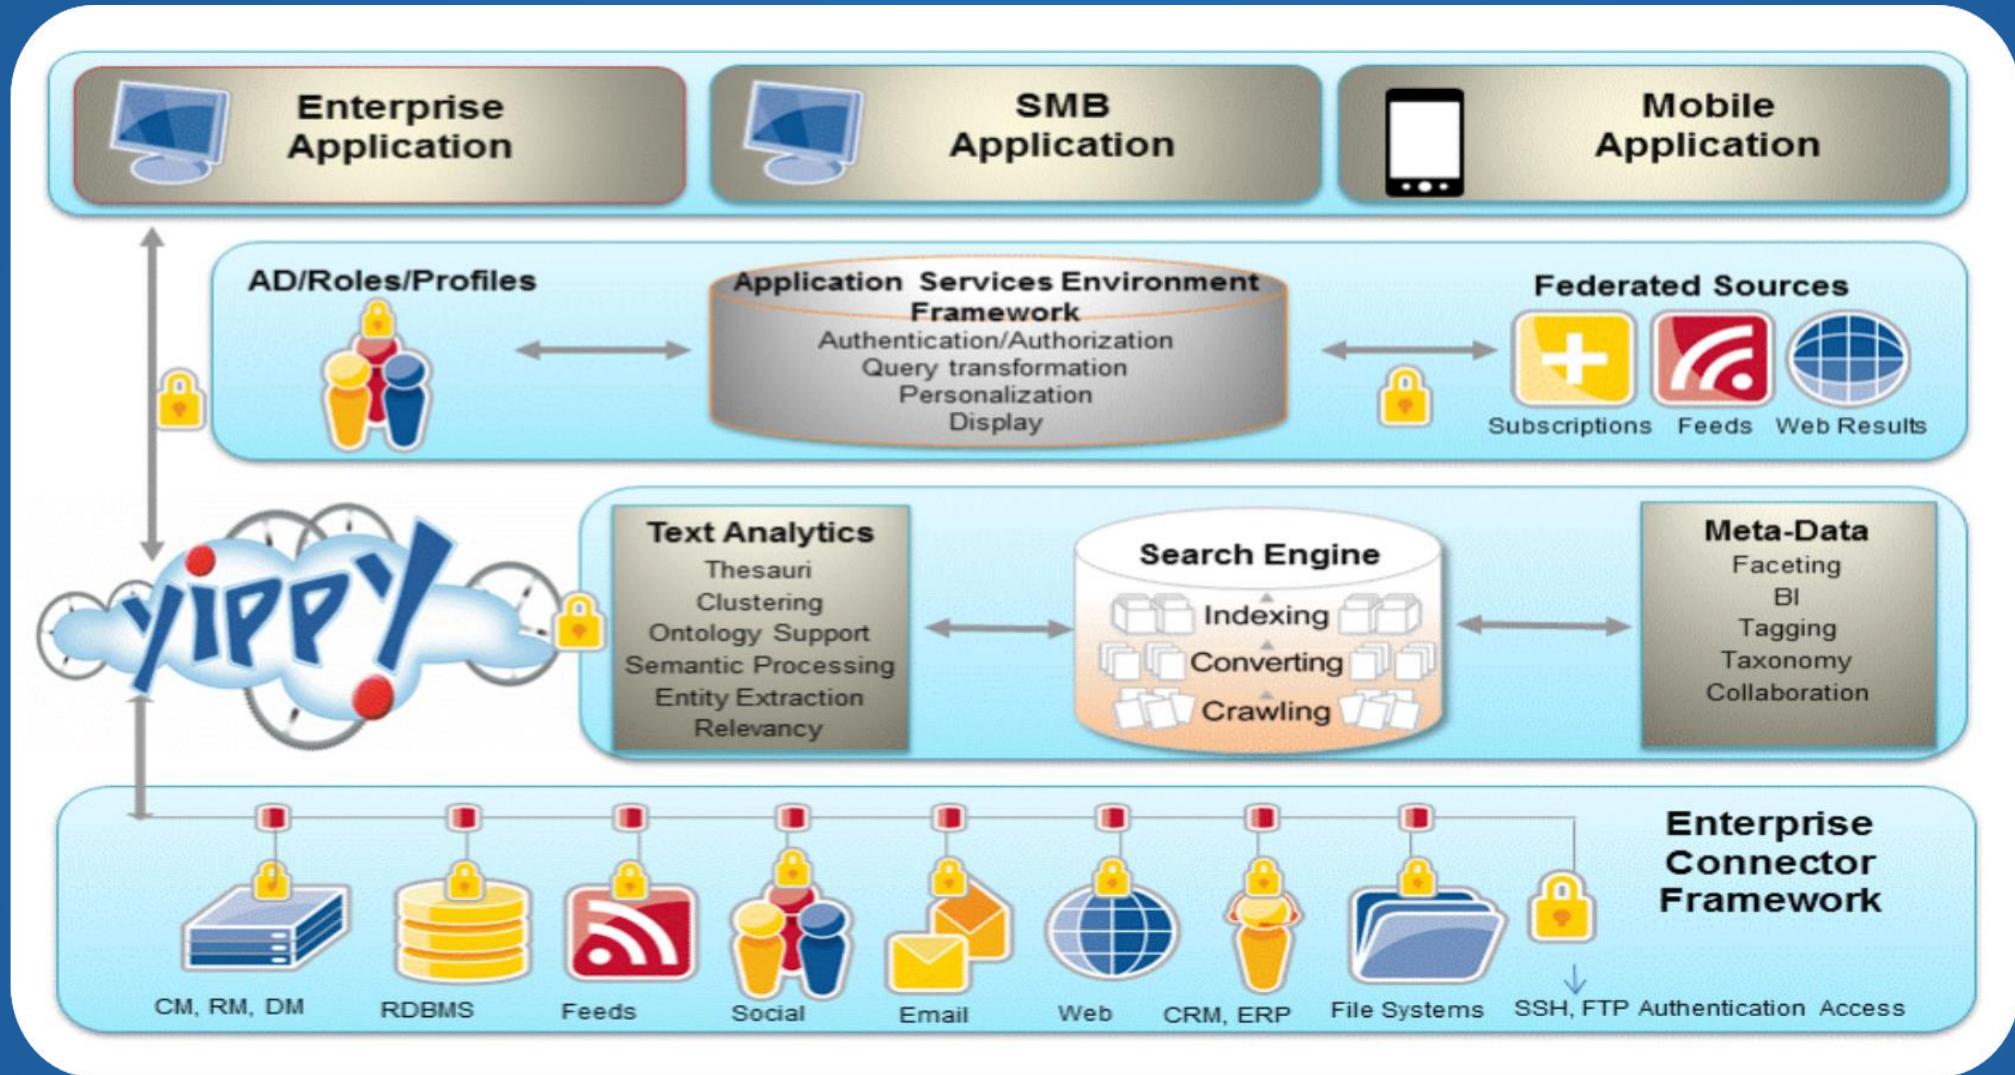 Enterprise
Application
SMB
Application
Mobile
Application
AD/Roles/Profiles
Application Services Environment
Framework
Authentication/Authorization
Query transformation
Personalization
Display
Federated Sources
Subscriptions
Feeds
Web Results
yippy!
Text Analytics
Thesauri
Clustering
Ontology Support
Semantic Processing
Entity Extraction
Relevancy
Search Engine
Indexing
Converting
Crawling
Meta-Data
Faceting
BI
Tagging
Taxonomy
Collaboration
Enterprise
Connector
Framework
CM, RM, DM
RDBMS
Feeds
Social
Email
Web
CRM, ERP
File Systems
SSH, FTP Authentication Access